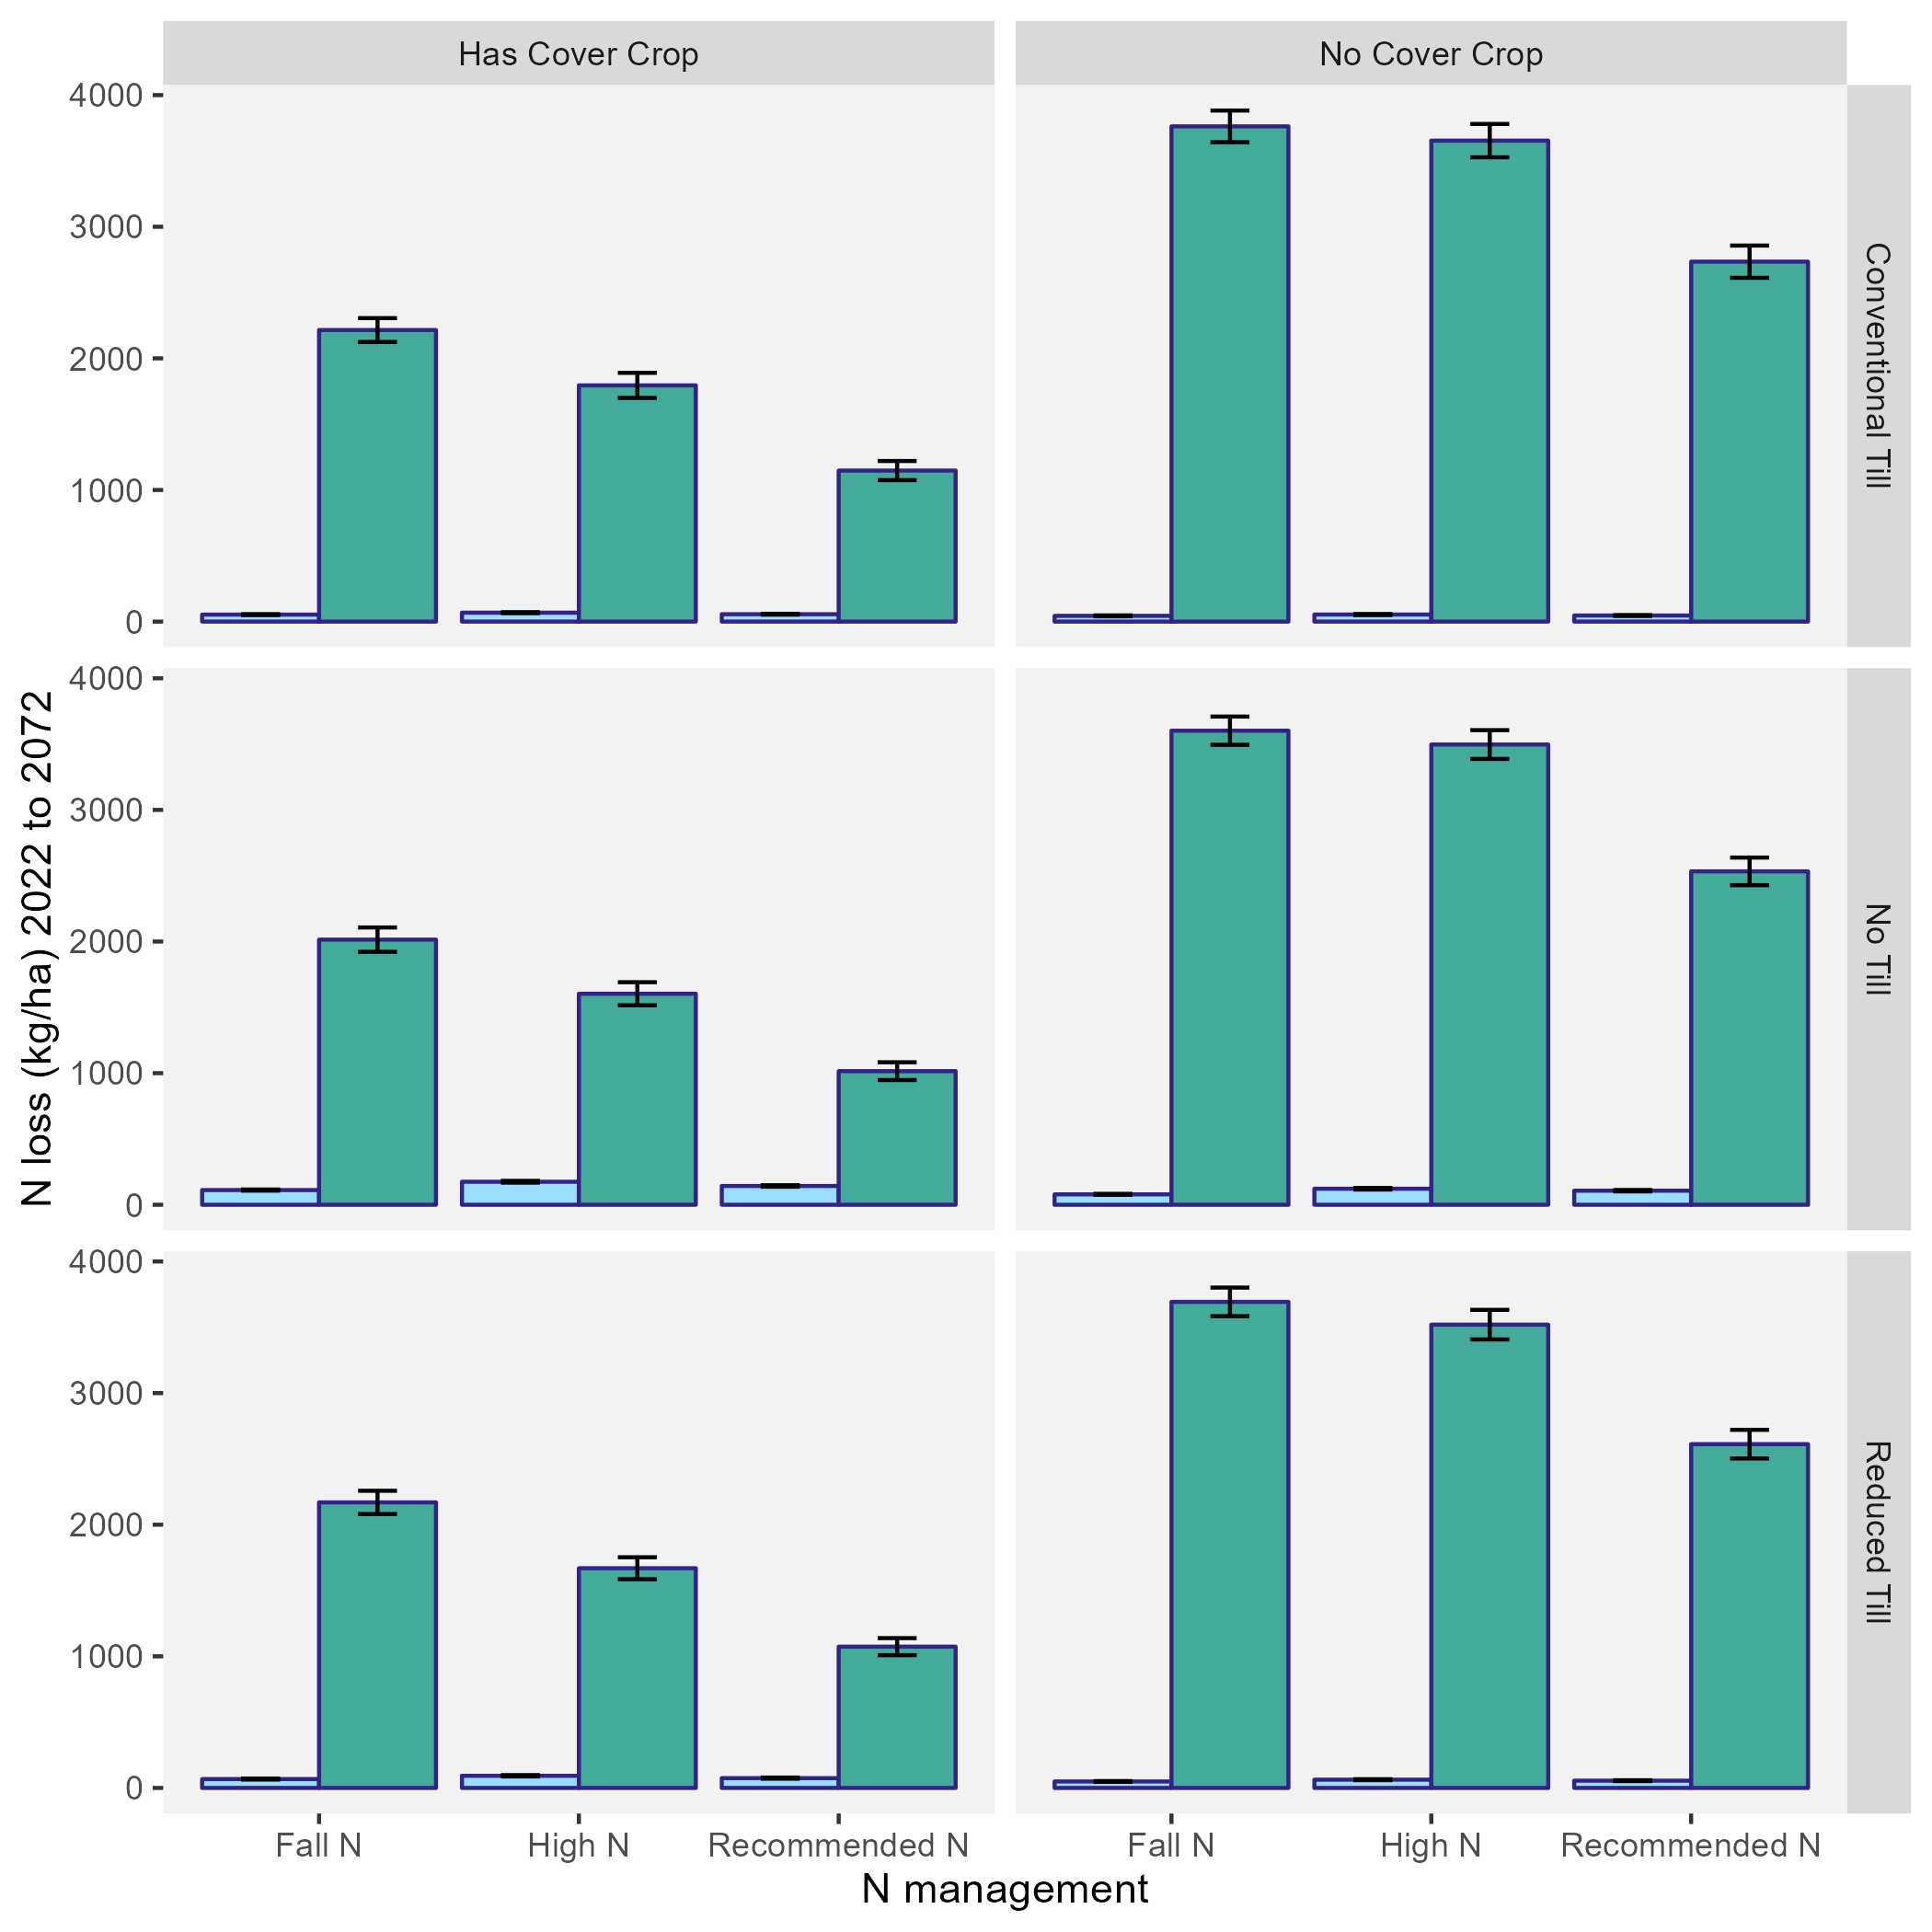 Has Cover Crop
No Cover Crop
4000
3000
2000
1000
0
Conventional Till
4000
3000
2000
1000
0
No Till
4000
3000
2000
1000
0
Reduced Till
N loss (kg/ha) 2022 to 2072
Fall N
High N
Recommended N
Fall N
High N
Recommended N
N management